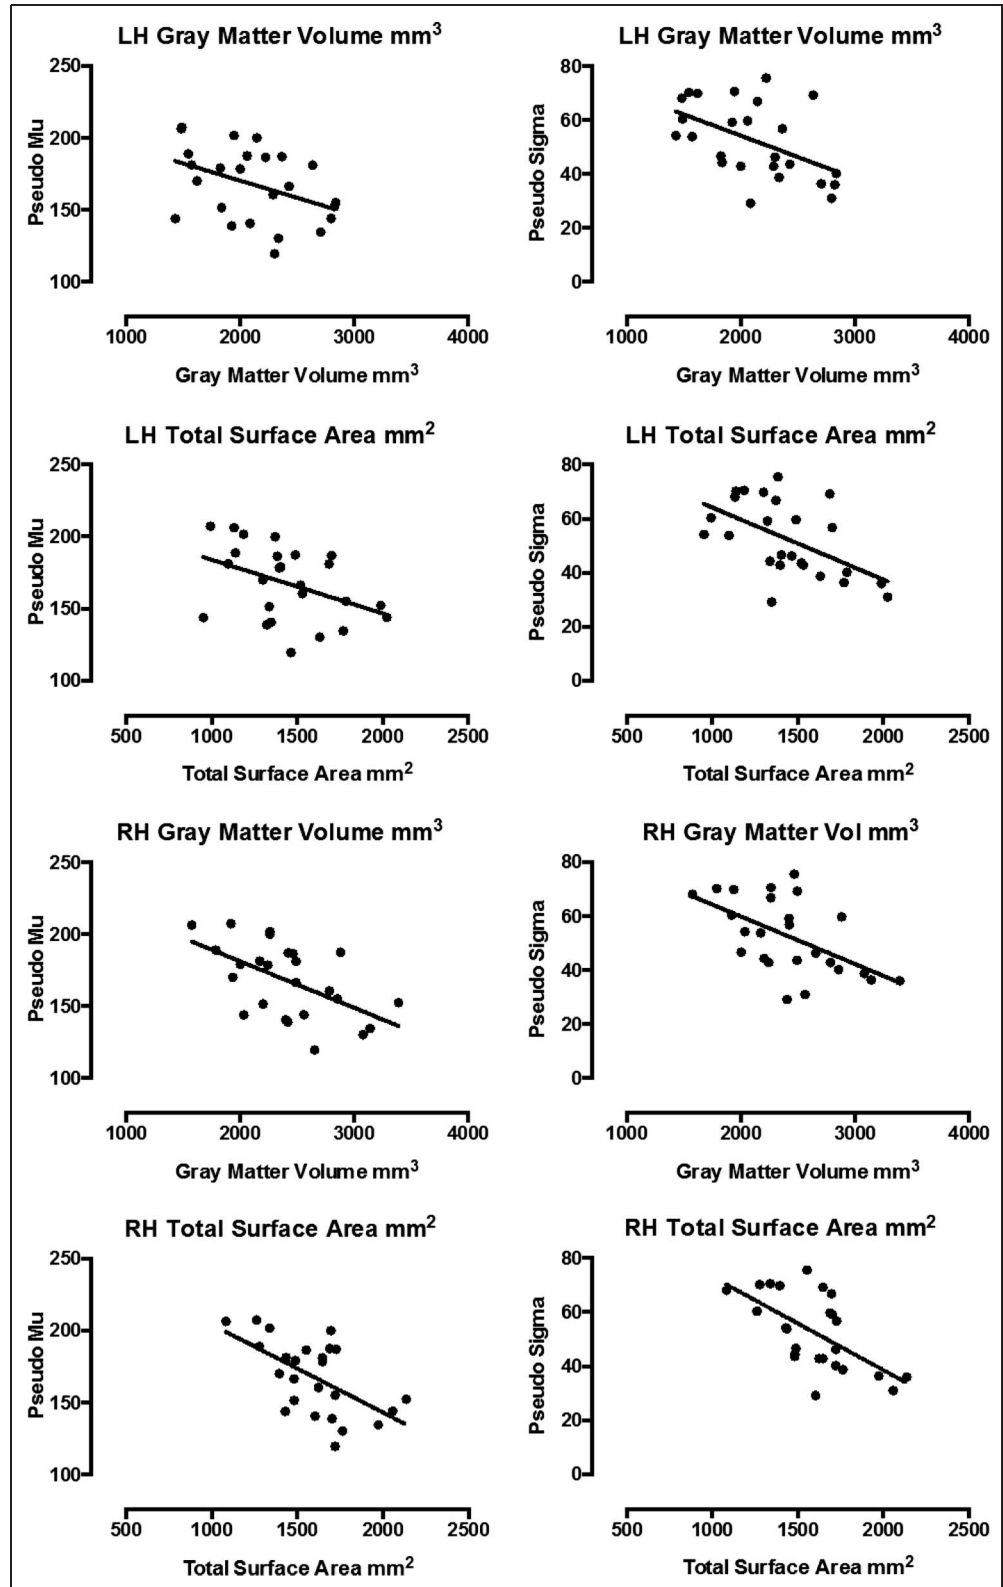 LH Gray Matter Volume mm³
Pseudo Mu
250
200
150
100
1000 2000 3000 4000
Gray Matter Volume mm³
LH Gray Matter Volume mm³
Pseudo Sigma
80
60
40
20
0
1000 2000 3000 4000
Gray Matter Volume mm³
LH Total Surface Area mm²
Pseudo Mu
250
200
150
100
500 1000 1500 2000 2500
Total Surface Area mm²
LH Total Surface Area mm²
Pseudo Sigma
80
60
40
20
0
500 1000 1500 2000 2500
Total Surface Area mm²
RH Gray Matter Volume mm³
Pseudo Mu
250
200
150
100
1000 2000 3000 4000
Gray Matter Volume mm³
RH Gray Matter Vol mm³
Pseudo Sigma
80
60
40
20
0
1000 2000 3000 4000
Gray Matter Volume mm³
RH Total Surface Area mm²
Pseudo Mu
250
200
150
100
500 1000 1500 2000 2500
Total Surface Area mm²
RH Total Surface Area mm²
Pseudo Sigma
80
60
40
20
0
500 1000 1500 2000 2500
Total Surface Area mm²